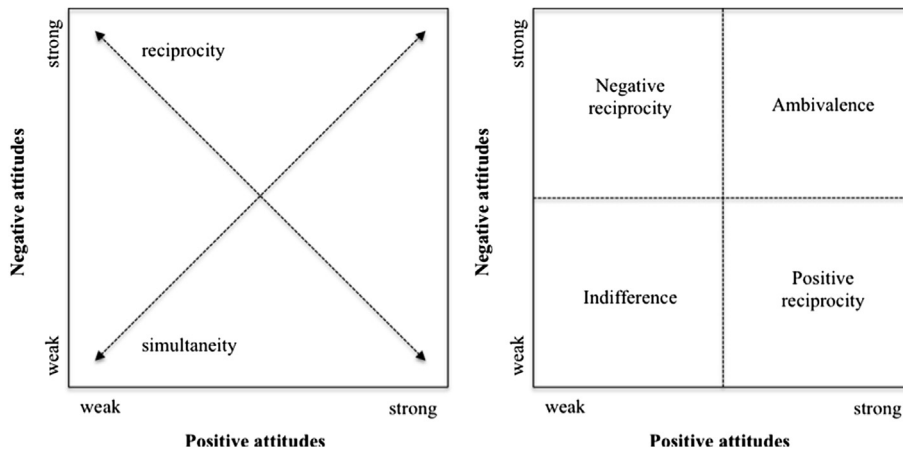 strong
reciprocity
Negative attitudes
simultaneity
weak
weak
strong
Positive attitudes
strong
Negative
reciprocity
Ambivalence
Negative attitudes
Indifference
Positive
reciprocity
weak
weak
strong
Positive attitudes